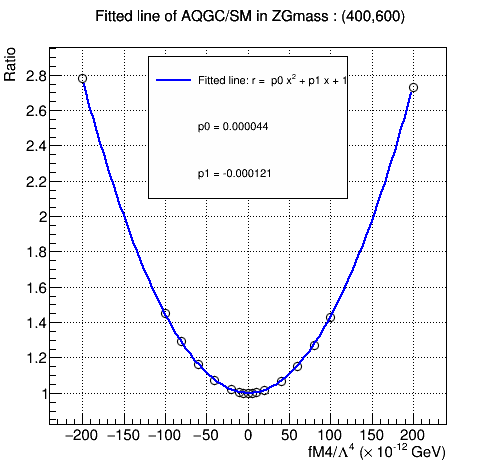 Fitted line of AQGC/SM in ZGmass : (400,600)
Ratio
Fitted line: r = p0 x² + p1 x + 1
p0 = 0.000044
p1 = -0.000121
2.8
2.6
2.4
2.2
2
1.8
1.6
1.4
1.2
1
−200 −150 −100 −50 0 50 100 150 200
fM4/Λ⁴ (× 10⁻¹² GeV)